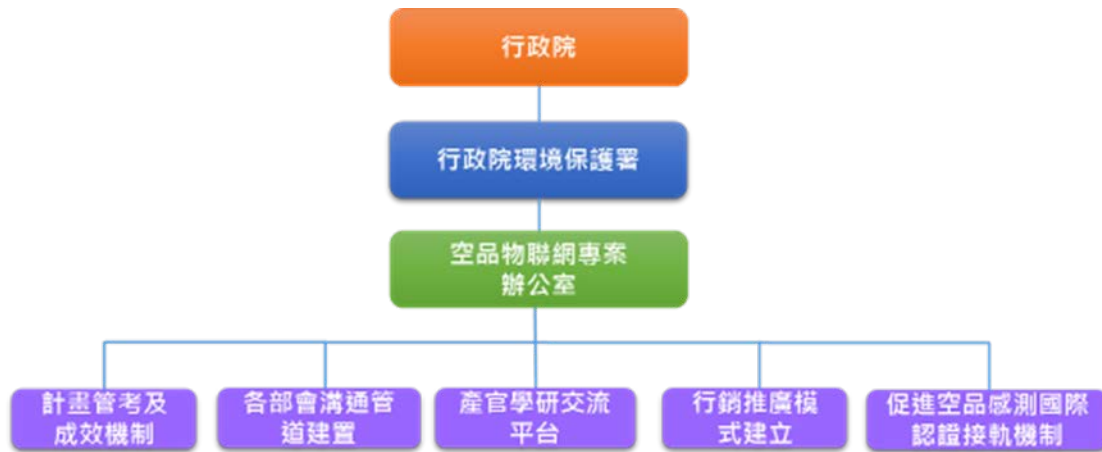 行政院
行政院環境保護署
空品物聯網專案
辦公室
計畫管考及
成效機制
各部會溝通管
道建置
產官學研交流
平台
行銷推廣模
式建立
促進空品感測國際
認證接軌機制